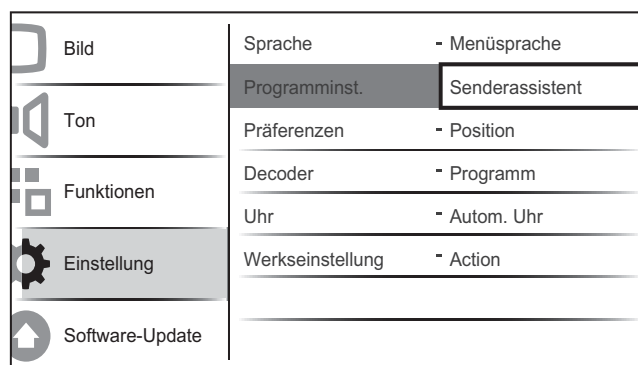 Bild
Ton
Funktionen
Einstellung
Software-Update
Sprache - Menüsprache
Programminst. Senderassistent
Präferenzen - Position
Decoder - Programm
Uhr - Autom. Uhr
Werkseinstellung - Action